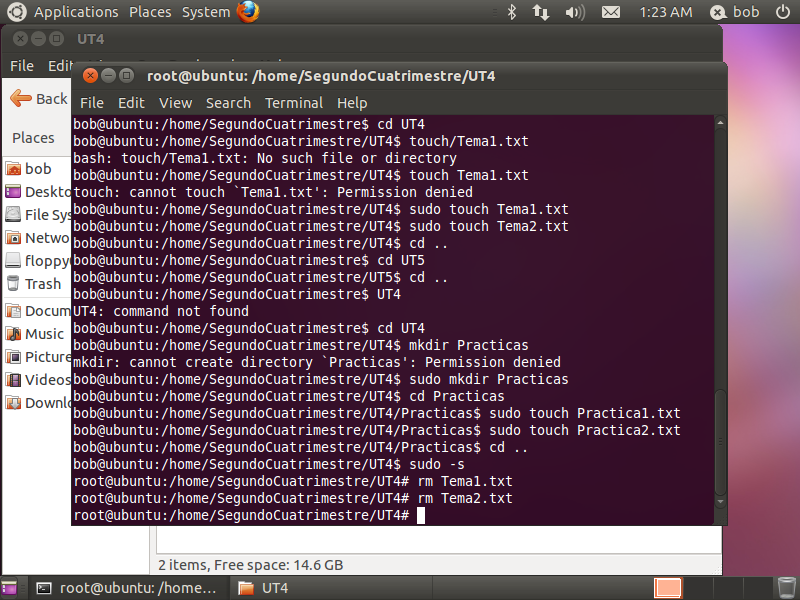 Applications Places System 1:23 AM bob
UT4
File Edit
Back
Places
bob
Deskto
File Sys
Netwo
floppy
Trash
Docum
Music
Picture
Videos
Downlo
root@ubuntu: /home/SegundoCuatrimestre/UT4
File Edit View Search Terminal Help
bob@ubuntu:/home/SegundoCuatrimestre$ cd UT4
bob@ubuntu:/home/SegundoCuatrimestre/UT4$ touch/Tema1.txt
bash: touch/Tema1.txt: No such file or directory
bob@ubuntu:/home/SegundoCuatrimestre/UT4$ touch Tema1.txt
touch: cannot touch `Tema1.txt': Permission denied
bob@ubuntu:/home/SegundoCuatrimestre/UT4$ sudo touch Tema1.txt
bob@ubuntu:/home/SegundoCuatrimestre/UT4$ sudo touch Tema2.txt
bob@ubuntu:/home/SegundoCuatrimestre/UT4$ cd ..
bob@ubuntu:/home/SegundoCuatrimestre$ cd UT5
bob@ubuntu:/home/SegundoCuatrimestre/UT5$ cd ..
bob@ubuntu:/home/SegundoCuatrimestre$ UT4
UT4: command not found
bob@ubuntu:/home/SegundoCuatrimestre$ cd UT4
bob@ubuntu:/home/SegundoCuatrimestre/UT4$ mkdir Practicas
mkdir: cannot create directory `Practicas': Permission denied
bob@ubuntu:/home/SegundoCuatrimestre/UT4$ sudo mkdir Practicas
bob@ubuntu:/home/SegundoCuatrimestre/UT4$ cd Practicas
bob@ubuntu:/home/SegundoCuatrimestre/UT4/Practicas$ sudo touch Practica1.txt
bob@ubuntu:/home/SegundoCuatrimestre/UT4/Practicas$ sudo touch Practica2.txt
bob@ubuntu:/home/SegundoCuatrimestre/UT4/Practicas$ cd ..
bob@ubuntu:/home/SegundoCuatrimestre/UT4$ sudo -s
root@ubuntu:/home/SegundoCuatrimestre/UT4# rm Tema1.txt
root@ubuntu:/home/SegundoCuatrimestre/UT4# rm Tema2.txt
root@ubuntu:/home/SegundoCuatrimestre/UT4#
2 items, Free space: 14.6 GB
root@ubuntu: /home... UT4